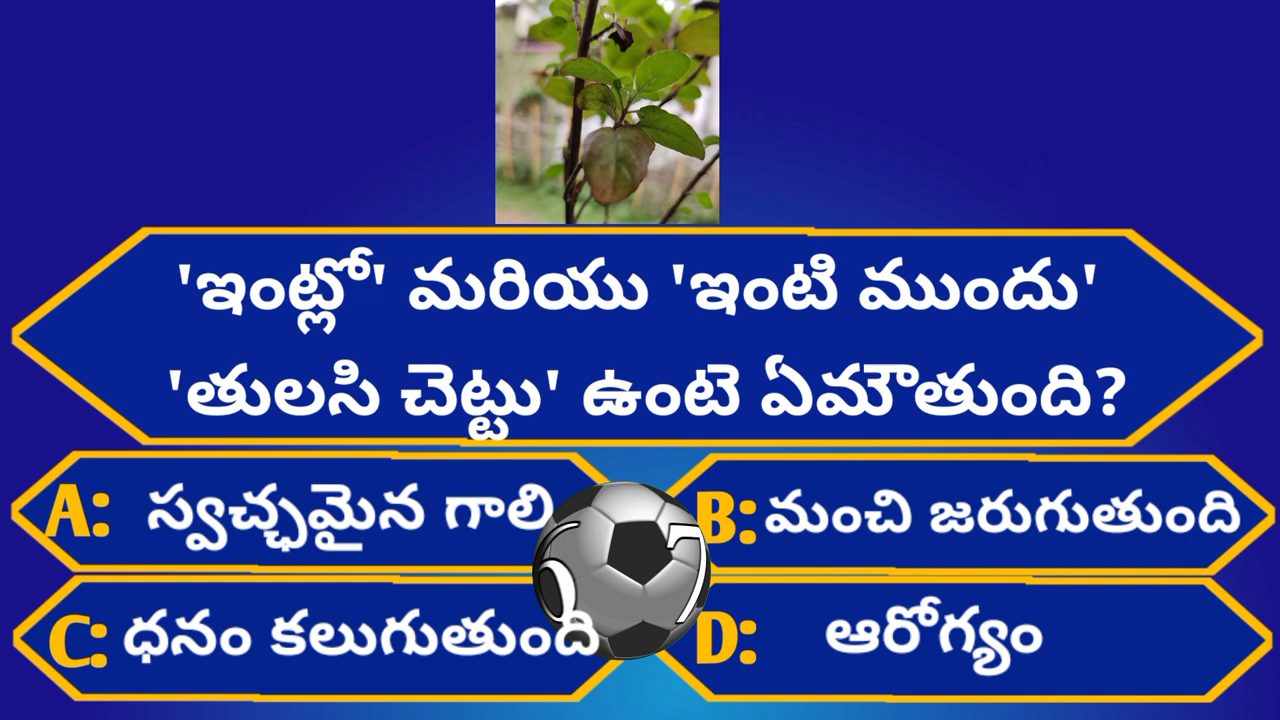 'ఇంట్లో' మరియు 'ఇంటి ముందు'
'తులసి చెట్టు' ఉంటె ఏమౌతుంది?
A: స్వచ్ఛమైన గాలి
B: మంచి జరుగుతుంది
C: ధనం కలుగుతుంది
D: ఆరోగ్యం